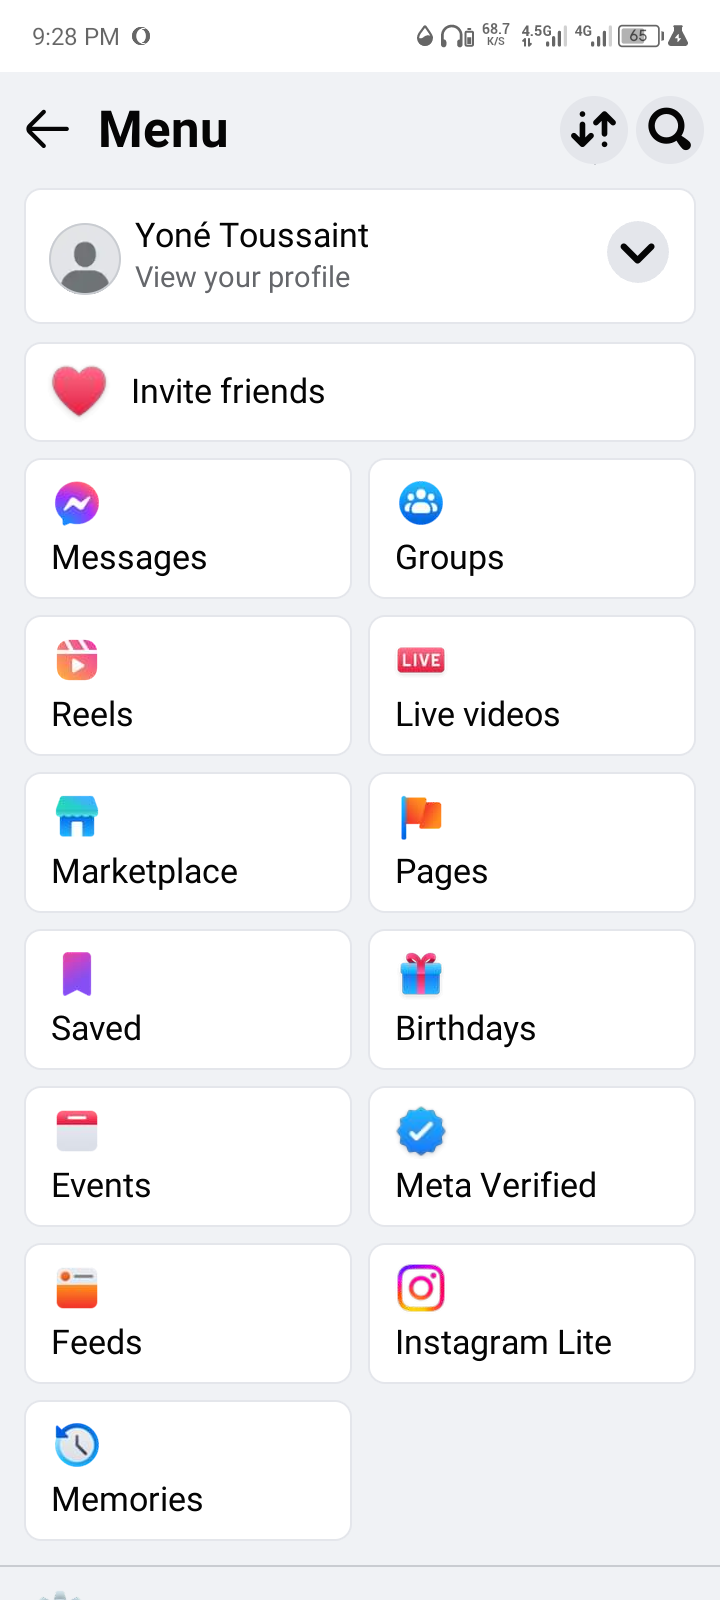 9:28 PM
68.7
K/S
4.5G
4G
65
Menu
Yoné Toussaint
View your profile
Invite friends
Messages
Groups
Reels
LIVE
Live videos
Marketplace
Pages
Saved
Birthdays
Events
Meta Verified
Feeds
Instagram Lite
Memories